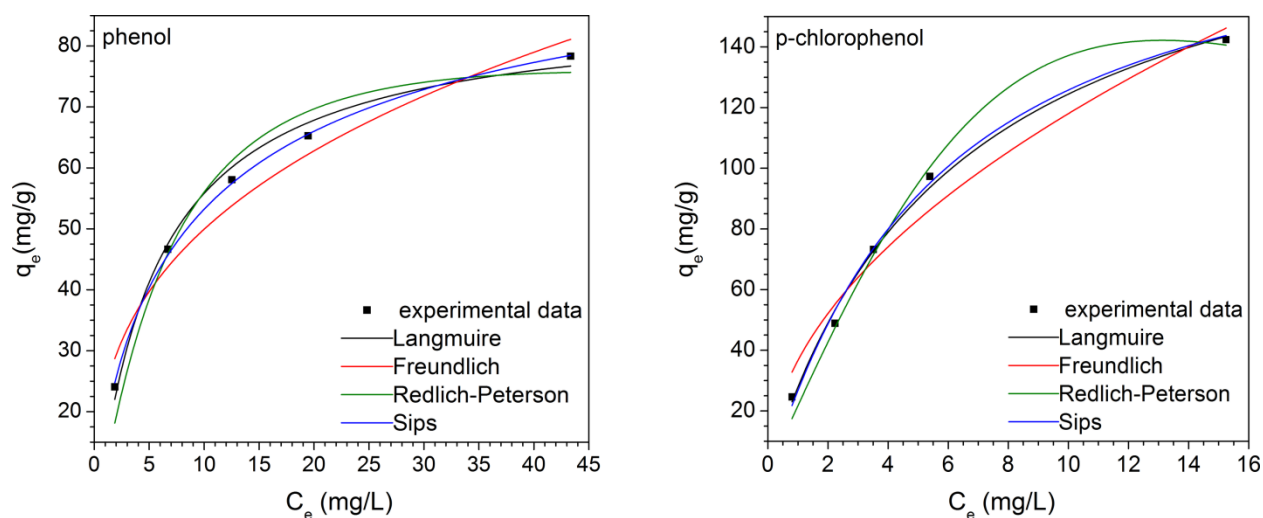 phenol
80
70
60
50
40
30
20
q_e(mg/g)
0 5 10 15 20 25 30 35 40 45
C_e (mg/L)
experimental data
Langmuire
Freundlich
Redlich-Peterson
Sips
p-chlorophenol
140
120
100
80
60
40
20
q_e(mg/g)
0 2 4 6 8 10 12 14 16
C_e (mg/L)
experimental data
Langmuire
Freundlich
Redlich-Peterson
Sips